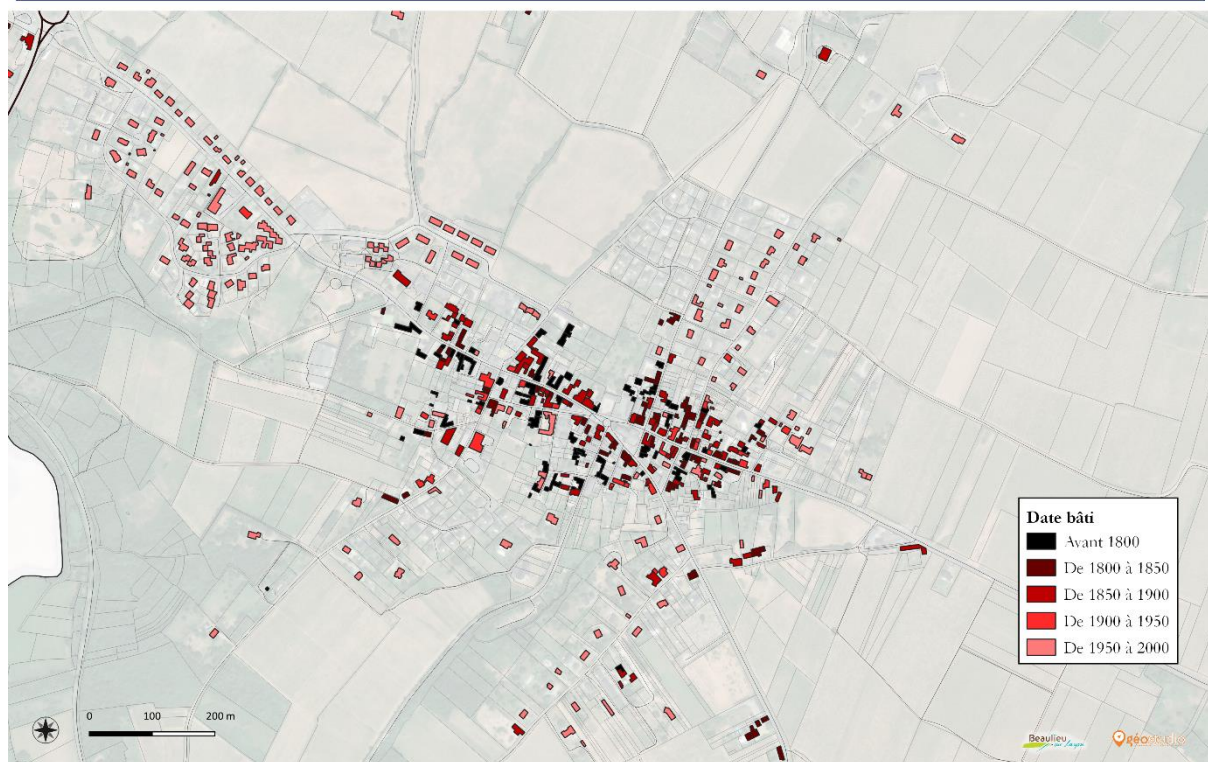 Date bâti
Avant 1800
De 1800 à 1850
De 1850 à 1900
De 1900 à 1950
De 1950 à 2000
0 100 200 m
Beaulieu